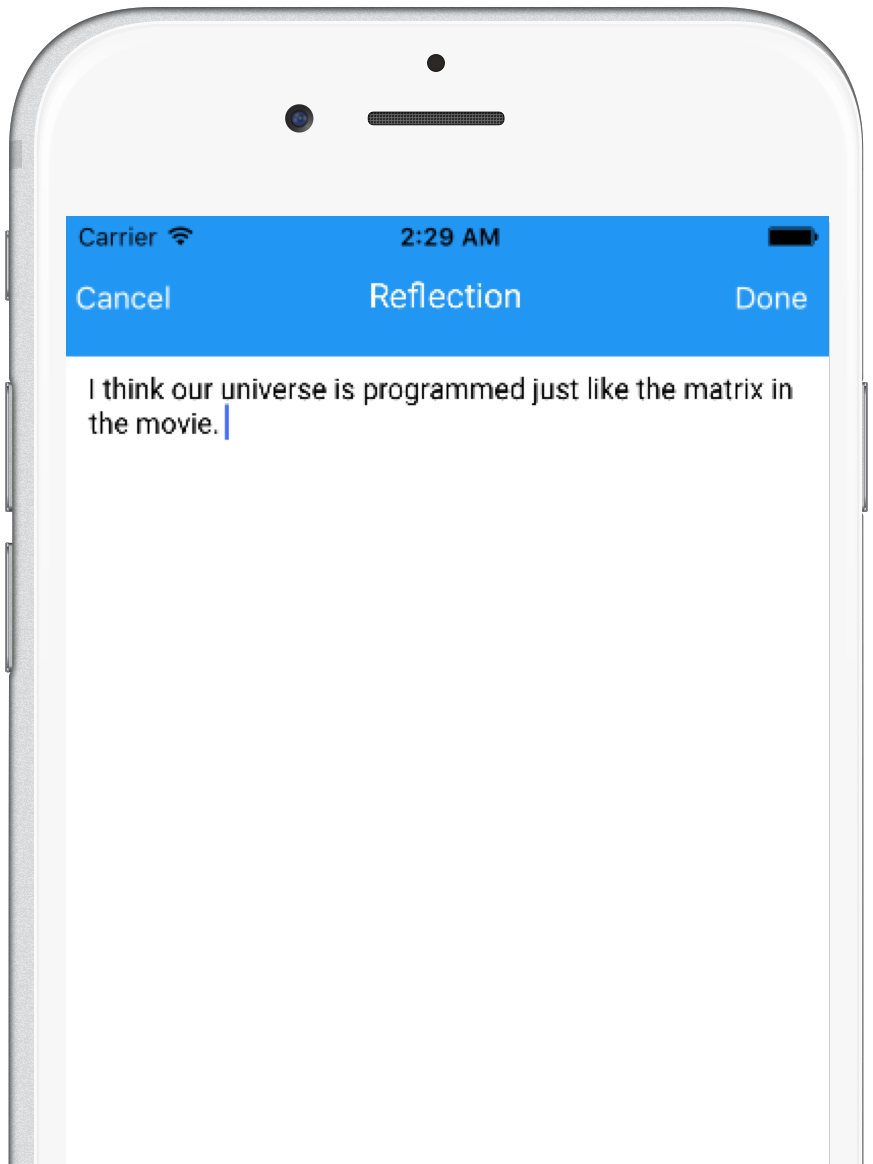 Carrier 2:29 AM
Cancel Reflection Done
I think our universe is programmed just like the matrix in
the movie.